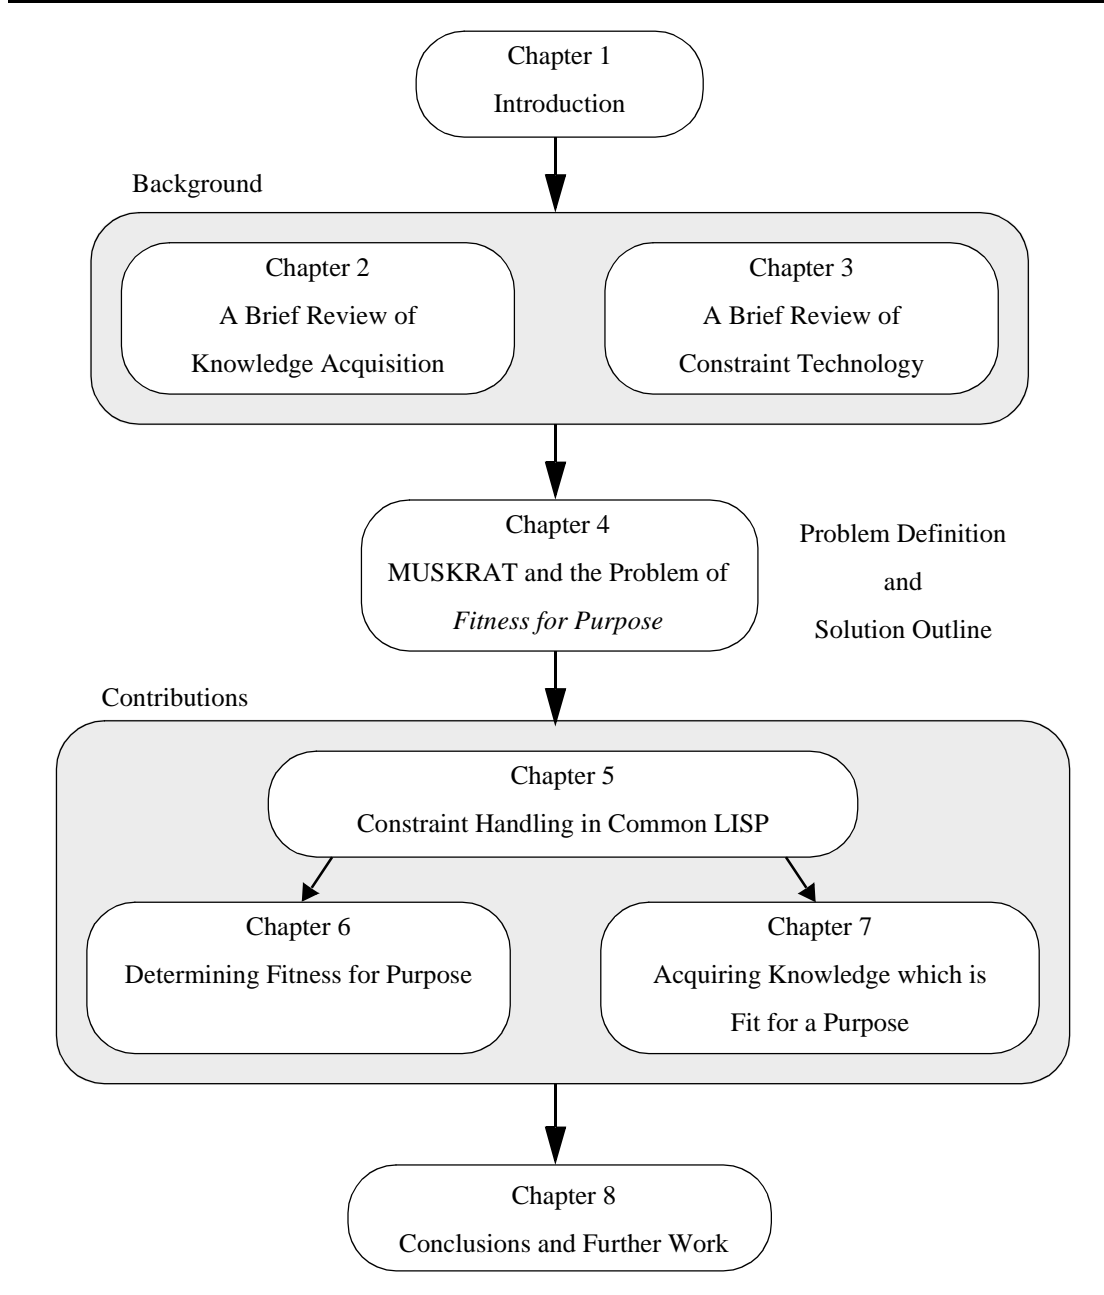 Chapter 1
Introduction
Background
Chapter 2
A Brief Review of
Knowledge Acquisition
Chapter 3
A Brief Review of
Constraint Technology
Chapter 4
MUSKRAT and the Problem of
Fitness for Purpose
Problem Definition
and
Solution Outline
Contributions
Chapter 5
Constraint Handling in Common LISP
Chapter 6
Determining Fitness for Purpose
Chapter 7
Acquiring Knowledge which is
Fit for a Purpose
Chapter 8
Conclusions and Further Work